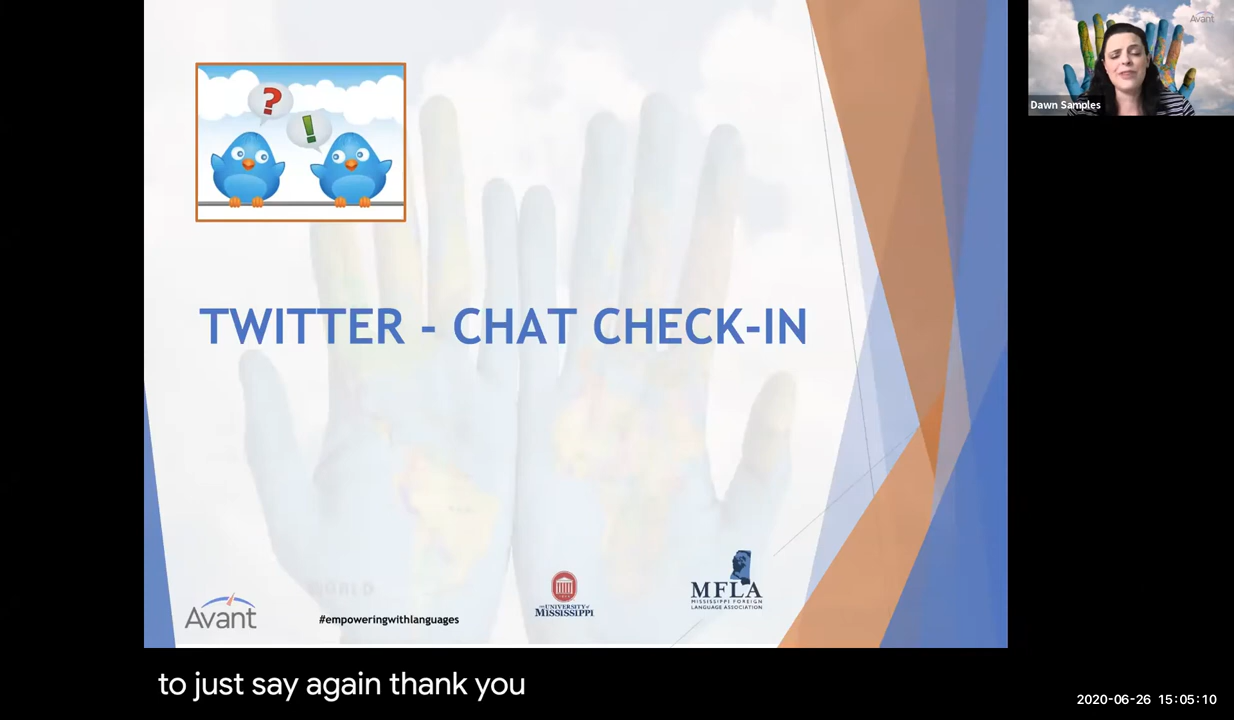 Avant
Dawn Samples
?
!
TWITTER - CHAT CHECK-IN
WORLD
Avant
#empoweringwithlanguages
THE UNIVERSITY of
MISSISSIPPI
MFLA
MISSISSIPPI FOREIGN
LANGUAGE ASSOCIATION
to just say again thank you
2020-06-26 15:05:10